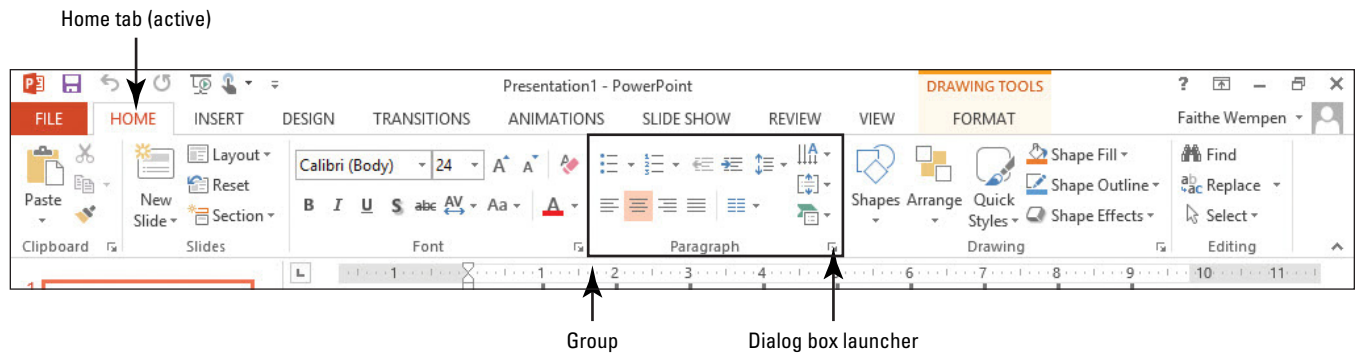 Home tab (active)
Presentation1 - PowerPoint
DRAWING TOOLS
?
FILE HOME INSERT DESIGN TRANSITIONS ANIMATIONS SLIDE SHOW REVIEW VIEW FORMAT Faithe Wempen
Layout Find
Calibri (Body) 24 A A Shape Fill
Reset Shape Outline Replace
Paste New Slide Section B I U S abc AV Aa A Shapes Arrange Quick Styles Shape Effects Select
Clipboard Slides Font Paragraph Drawing Editing
1 L 1 1 2 3 4 6 7 8 9 10 11
Group Dialog box launcher